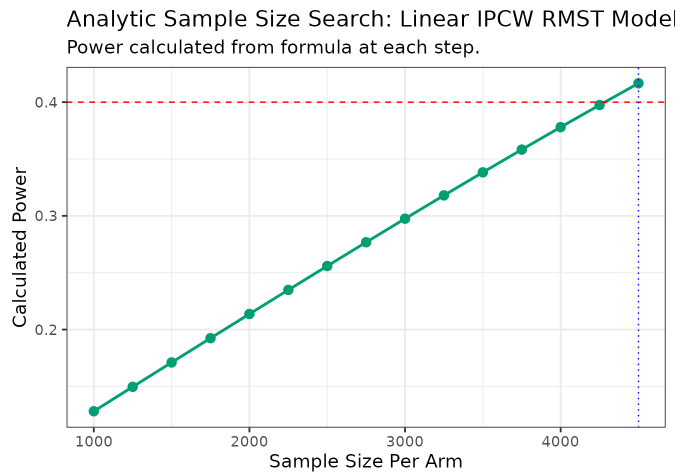 Analytic Sample Size Search: Linear IPCW RMST Model
Power calculated from formula at each step.
Calculated Power
0.4
0.3
0.2
1000 2000 3000 4000
Sample Size Per Arm